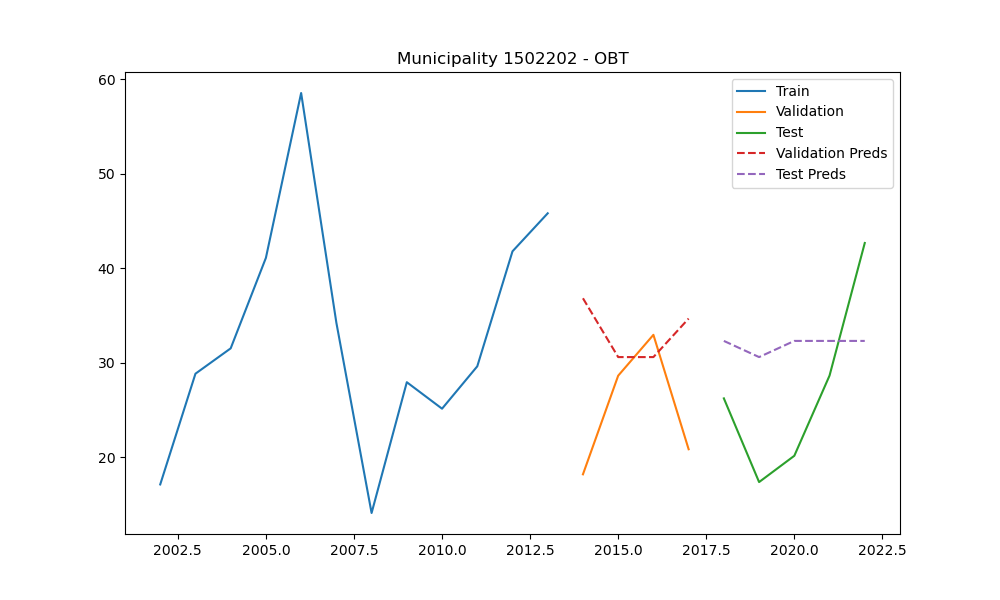 Municipality 1502202 - OBT
Train
Validation
Test
Validation Preds
Test Preds
60
50
40
30
20
2002.5 2005.0 2007.5 2010.0 2012.5 2015.0 2017.5 2020.0 2022.5